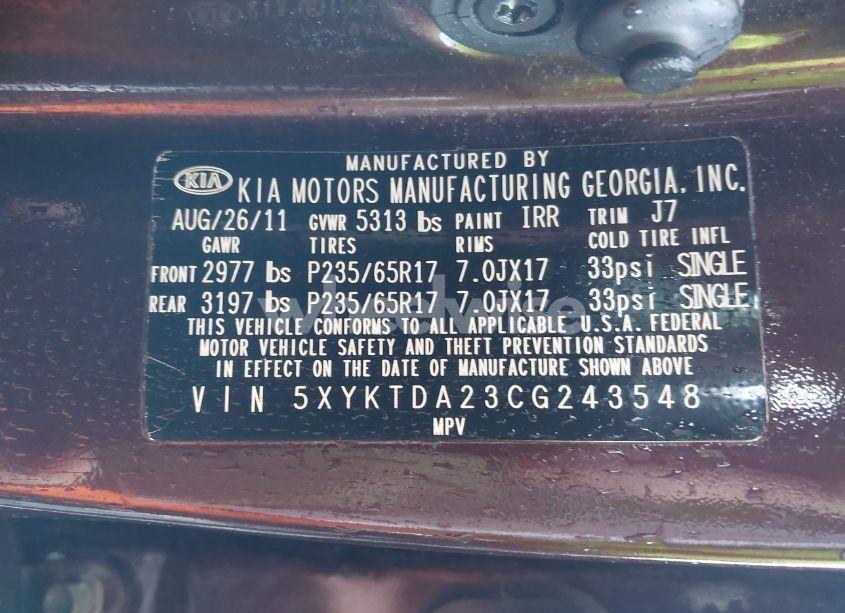 MANUFACTURED BY
KIA KIA MOTORS MANUFACTURING GEORGIA, INC.
AUG/26/11 GVWR 5313 lbs PAINT IRR TRIM J7
GAWR TIRES RIMS COLD TIRE INFL
FRONT 2977 lbs P235/65R17 7.0JX17 33psi SINGLE
REAR 3197 lbs P235/65R17 7.0JX17 33psi SINGLE
THIS VEHICLE CONFORMS TO ALL APPLICABLE U.S.A. FEDERAL
MOTOR VEHICLE SAFETY AND THEFT PREVENTION STANDARDS
IN EFFECT ON THE DATE OF MANUFACTURE SHOWN ABOVE
VIN 5XYKTDA23CG243548
MPV